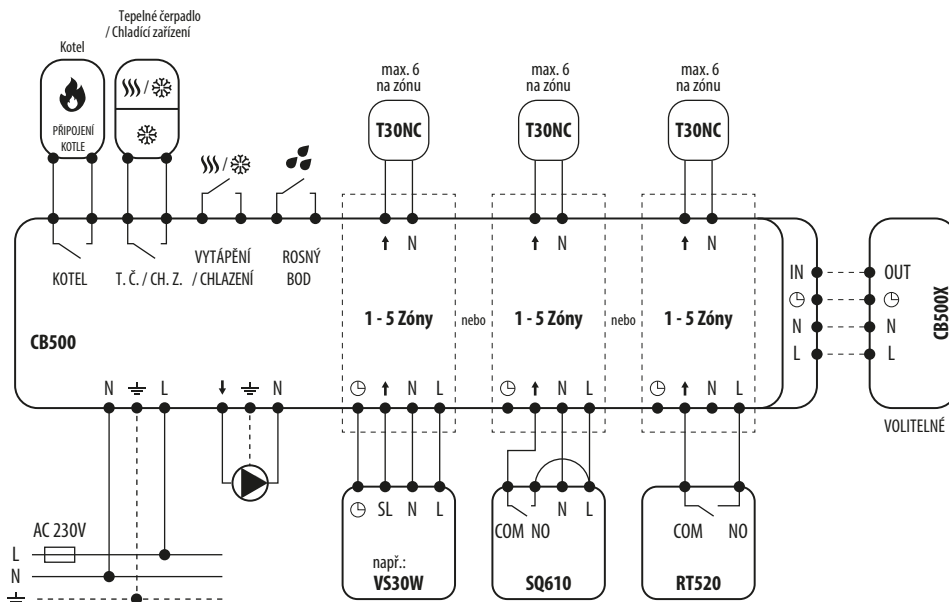 Tepelné čerpadlo
/ Chladící zařízení
Kotel
PŘIPOJENÍ
KOTLE
/
/
max. 6
na zónu
T30NC
max. 6
na zónu
T30NC
max. 6
na zónu
T30NC
KOTEL
T. Č. / CH. Z.
VYTÁPĚNÍ
/ CHLAZENÍ
ROSNÝ
BOD
N
N
N
CB500
1 - 5 Zóny
nebo
1 - 5 Zóny
nebo
1 - 5 Zóny
IN
N
L
OUT
N
L
CB500X
VOLITELNÉ
N
L
N
N L
N L
N L
SL N L
např.:
VS30W
COM NO N L
SQ610
COM NO
RT520
AC 230V
L
N